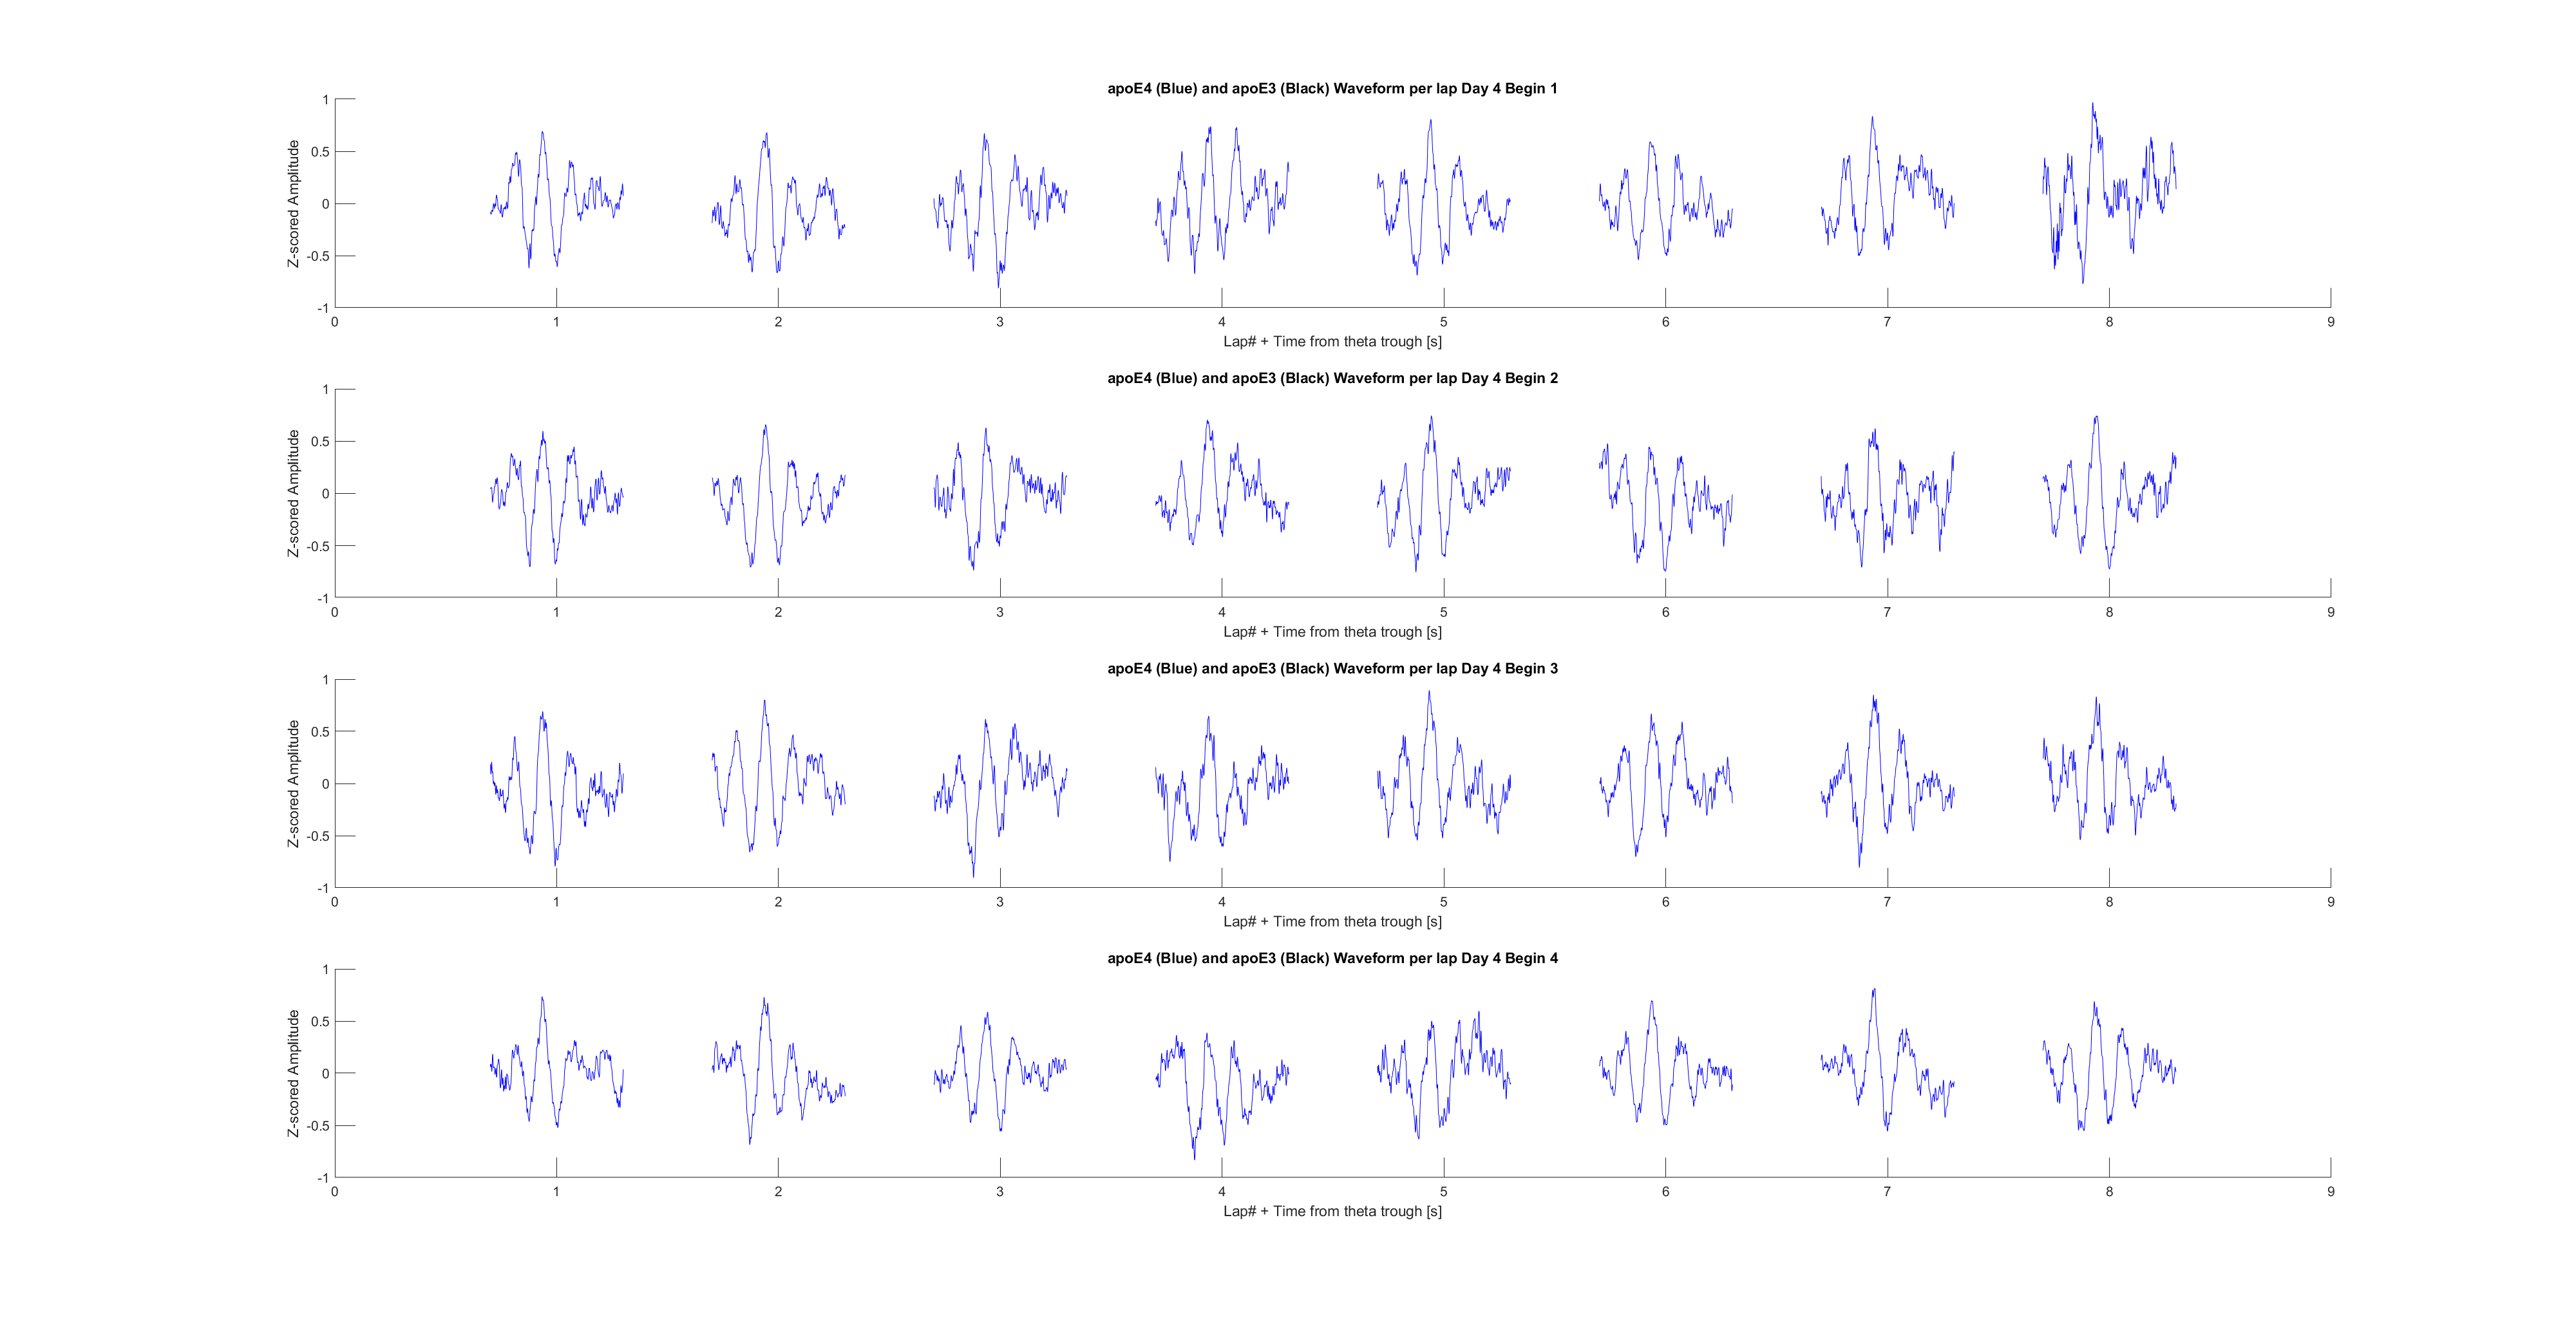 apoE4 (Blue) and apoE3 (Black) Waveform per lap Day 4 Begin 1
Z-scored Amplitude
1
0.5
0
-0.5
-1
0 1 2 3 4 5 6 7 8 9
Lap# + Time from theta trough [s]
apoE4 (Blue) and apoE3 (Black) Waveform per lap Day 4 Begin 2
Z-scored Amplitude
1
0.5
0
-0.5
-1
0 1 2 3 4 5 6 7 8 9
Lap# + Time from theta trough [s]
apoE4 (Blue) and apoE3 (Black) Waveform per lap Day 4 Begin 3
Z-scored Amplitude
1
0.5
0
-0.5
-1
0 1 2 3 4 5 6 7 8 9
Lap# + Time from theta trough [s]
apoE4 (Blue) and apoE3 (Black) Waveform per lap Day 4 Begin 4
Z-scored Amplitude
1
0.5
0
-0.5
-1
0 1 2 3 4 5 6 7 8 9
Lap# + Time from theta trough [s]